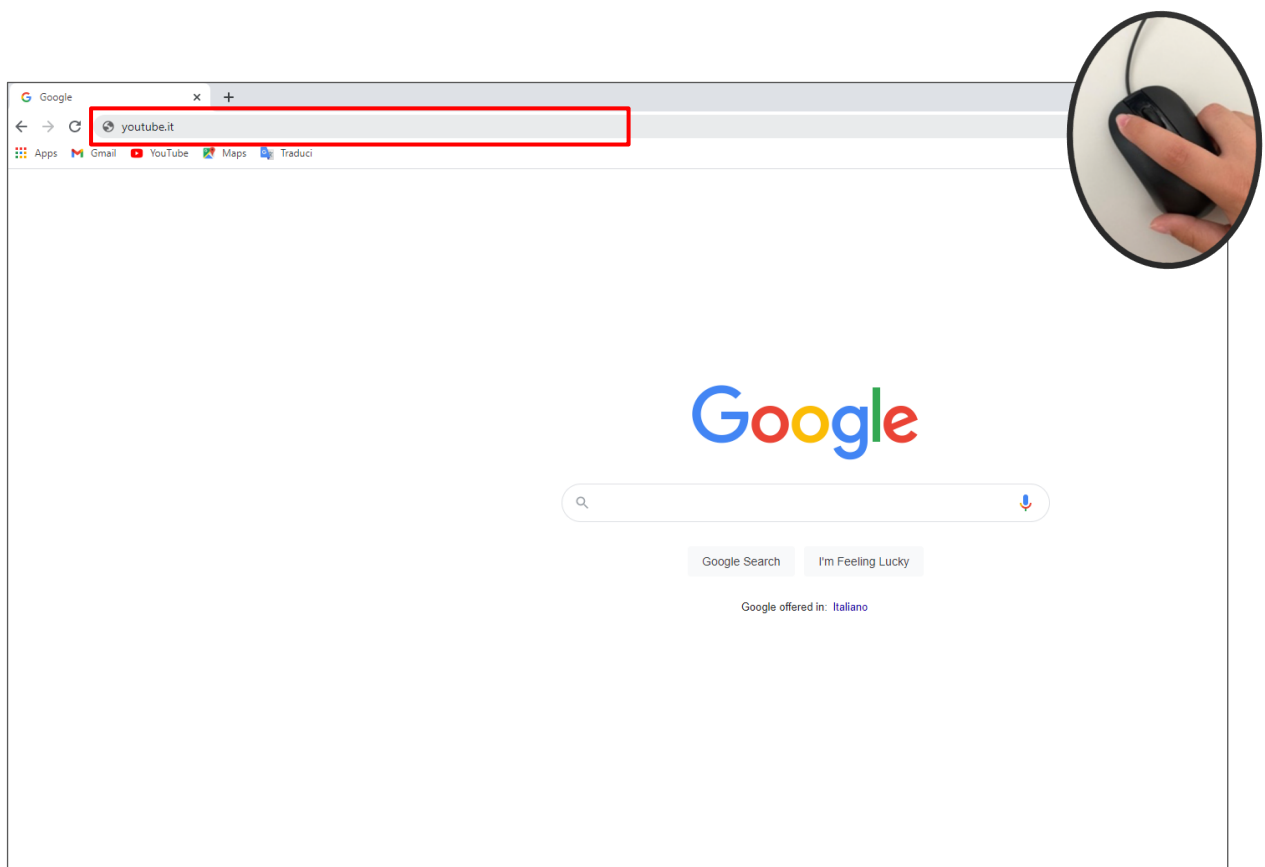 Google
youtube.it
Apps Gmail YouTube Maps Traduci
Google
Google Search I'm Feeling Lucky
Google offered in: Italiano